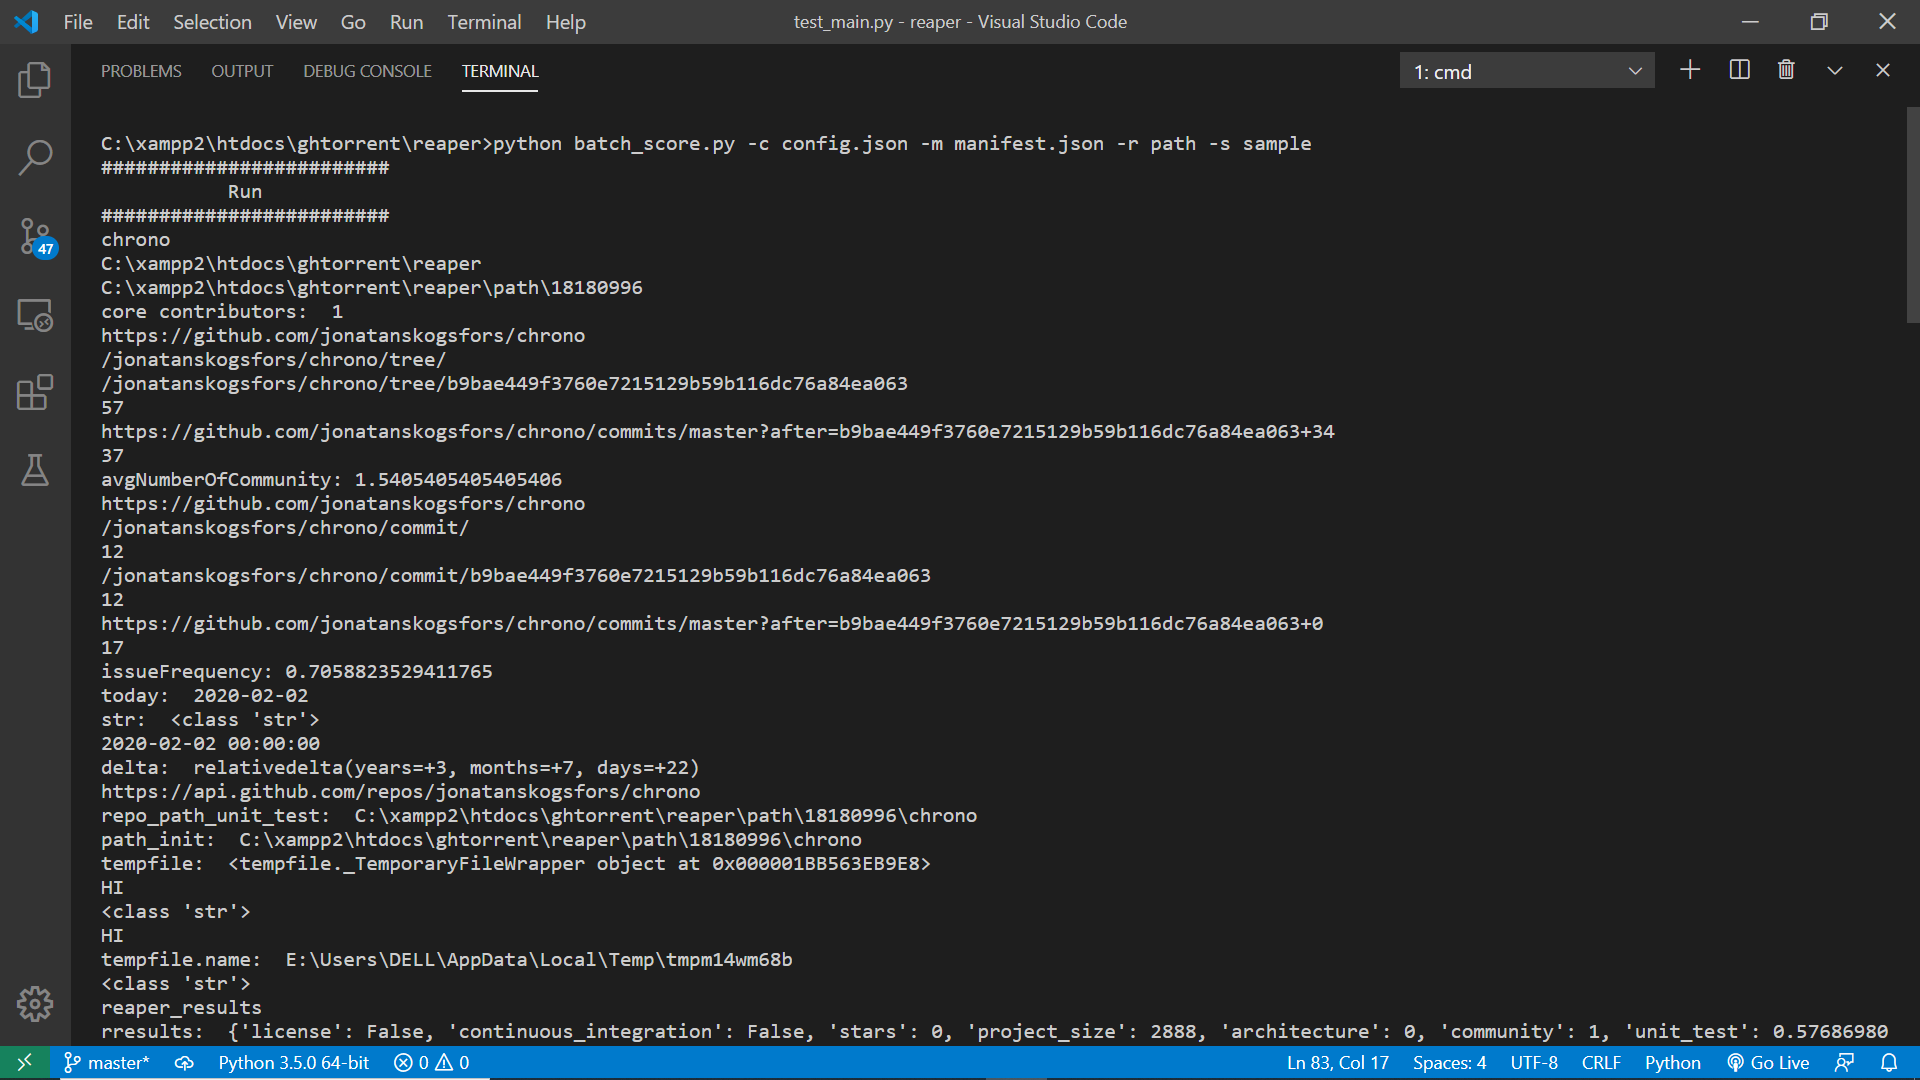 File Edit Selection View Go Run Terminal Help test_main.py - reaper - Visual Studio Code
PROBLEMS OUTPUT DEBUG CONSOLE TERMINAL 1: cmd
C:\xampp2\htdocs\ghtorrent\reaper>python batch_score.py -c config.json -m manifest.json -r path -s sample
#########################
Run
#########################
chrono
C:\xampp2\htdocs\ghtorrent\reaper
C:\xampp2\htdocs\ghtorrent\reaper\path\18180996
core contributors:  1
https://github.com/jonatanskogsfors/chrono
/jonatanskogsfors/chrono/tree/
/jonatanskogsfors/chrono/tree/b9bae449f3760e7215129b59b116dc76a84ea063
57
https://github.com/jonatanskogsfors/chrono/commits/master?after=b9bae449f3760e7215129b59b116dc76a84ea063+34
37
avgNumberOfCommunity: 1.5405405405405406
https://github.com/jonatanskogsfors/chrono
/jonatanskogsfors/chrono/commit/
12
/jonatanskogsfors/chrono/commit/b9bae449f3760e7215129b59b116dc76a84ea063
12
https://github.com/jonatanskogsfors/chrono/commits/master?after=b9bae449f3760e7215129b59b116dc76a84ea063+0
17
issueFrequency: 0.7058823529411765
today:  2020-02-02
str:  <class 'str'>
2020-02-02 00:00:00
delta:  relativedelta(years=+3, months=+7, days=+22)
https://api.github.com/repos/jonatanskogsfors/chrono
repo_path_unit_test:  C:\xampp2\htdocs\ghtorrent\reaper\path\18180996\chrono
path_init:  C:\xampp2\htdocs\ghtorrent\reaper\path\18180996\chrono
tempfile:  <tempfile._TemporaryFileWrapper object at 0x000001BB563EB9E8>
HI
<class 'str'>
HI
tempfile.name:  E:\Users\DELL\AppData\Local\Temp\tmpm14wm68b
<class 'str'>
reaper_results
rresults:  {'license': False, 'continuous_integration': False, 'stars': 0, 'project_size': 2888, 'architecture': 0, 'community': 1, 'unit_test': 0.57686980
47
master* Python 3.5.0 64-bit 0 0 Ln 83, Col 17 Spaces: 4 UTF-8 CRLF Python Go Live